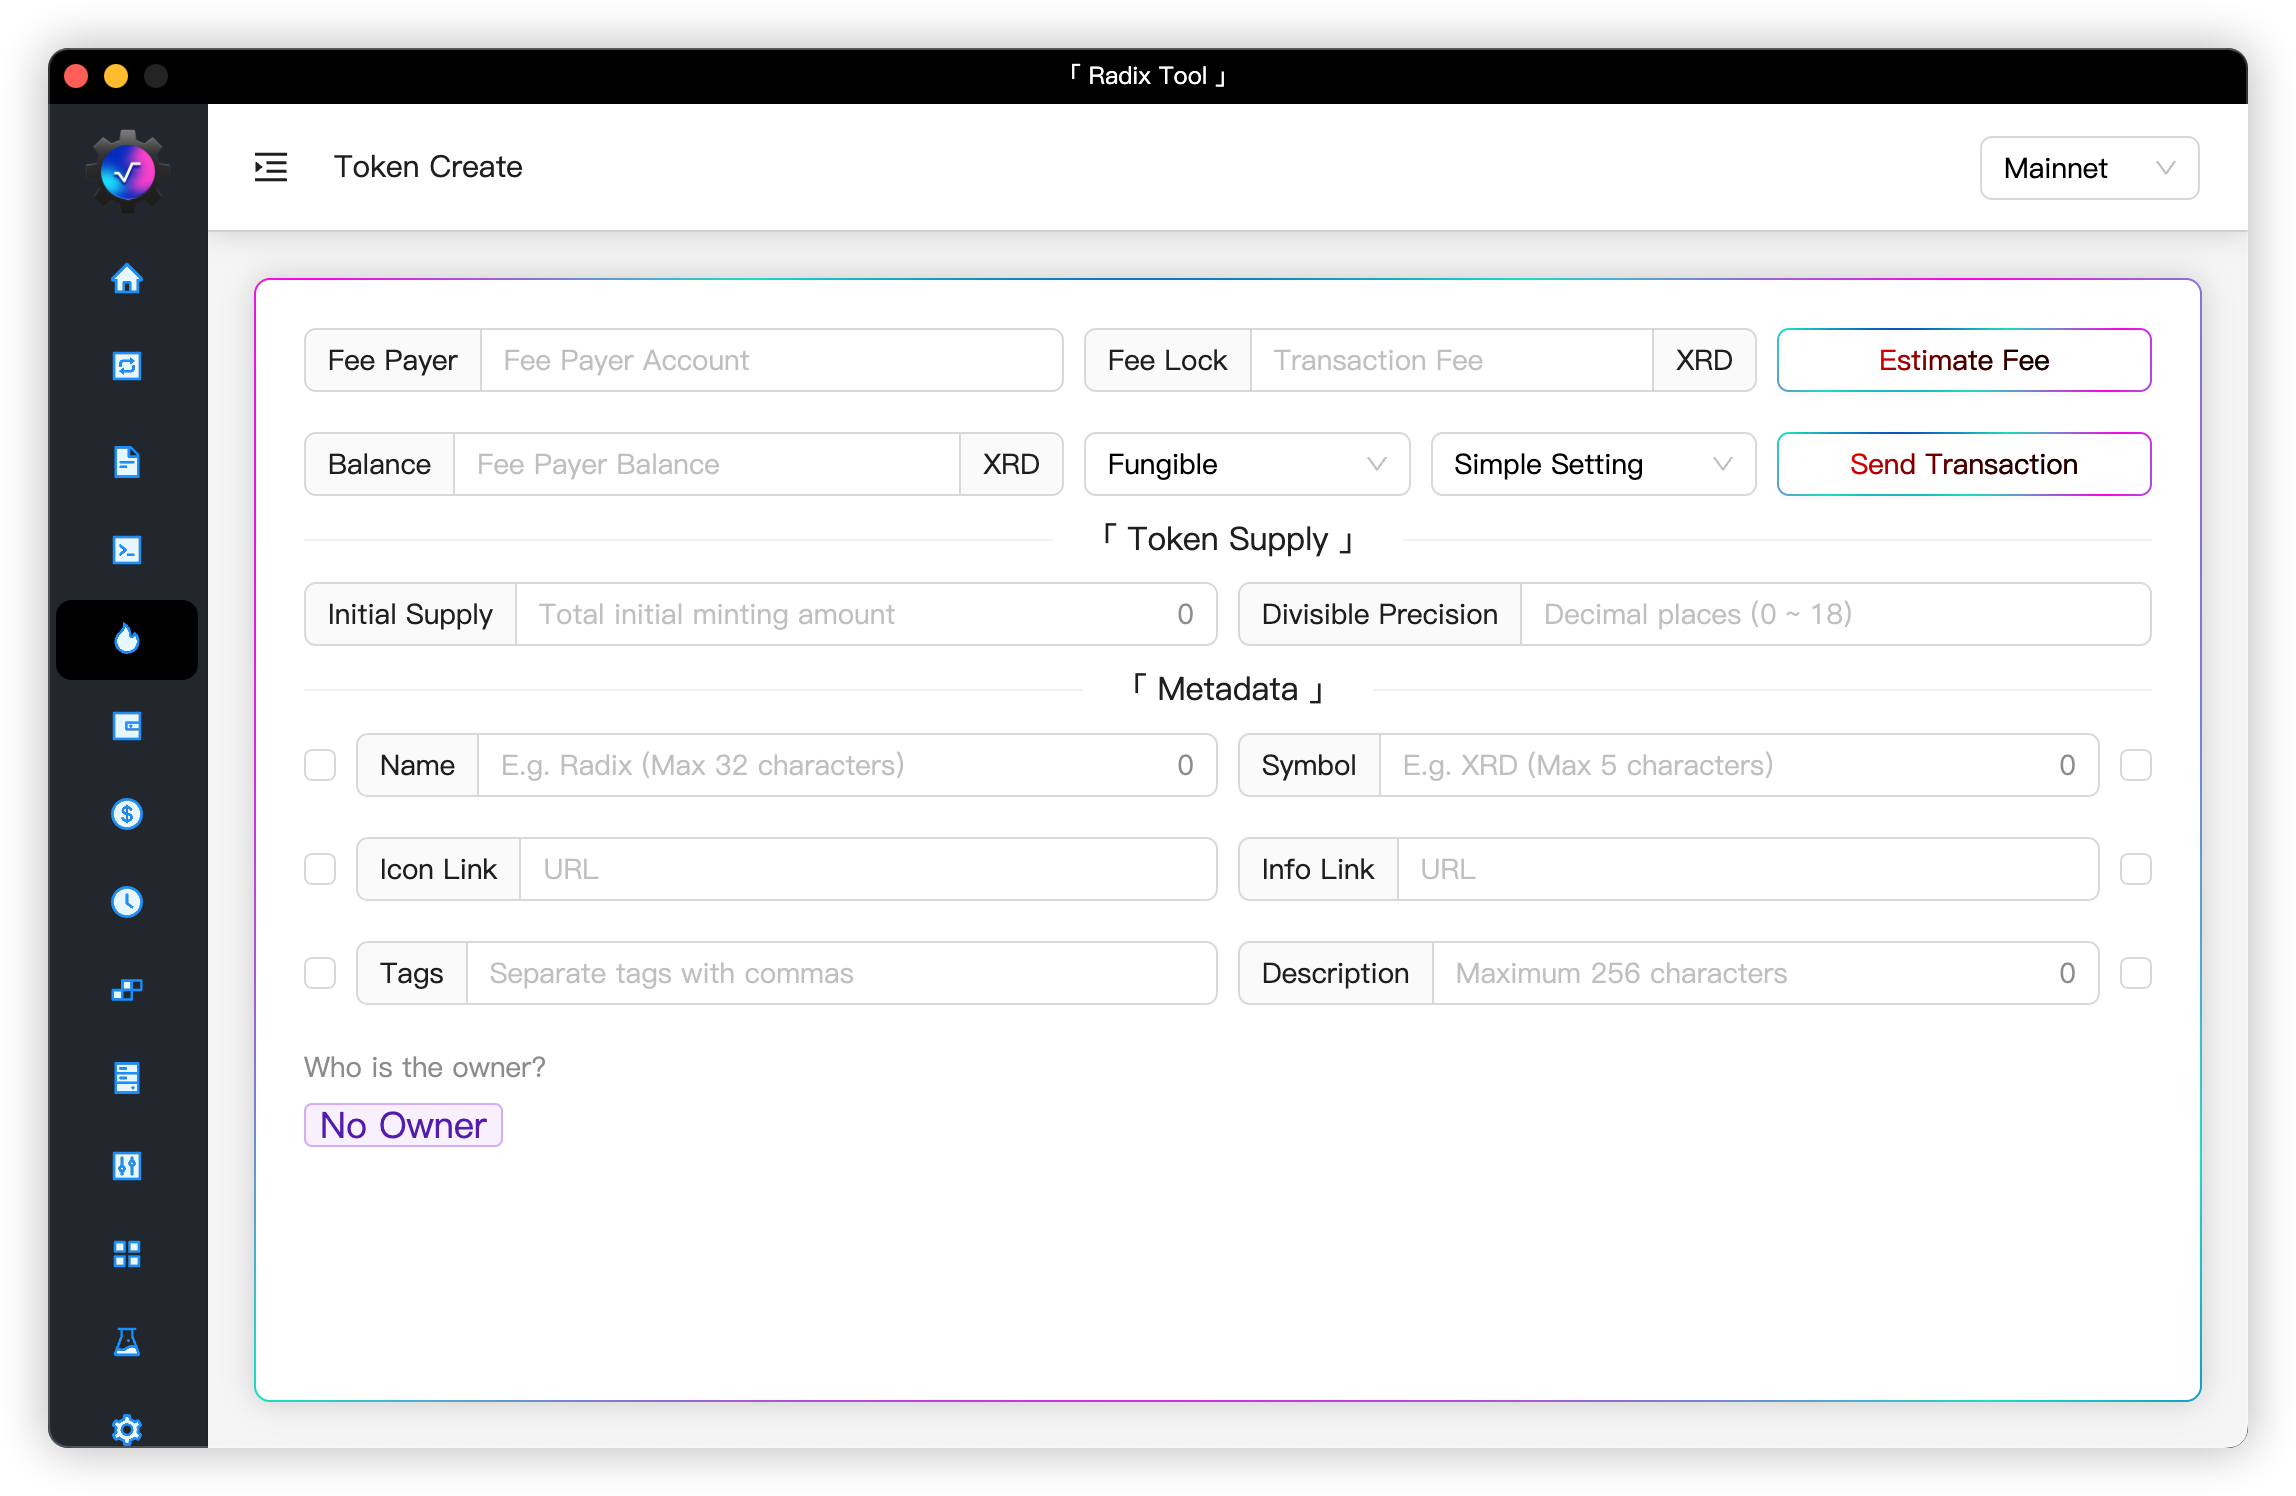 「 Radix Tool 」
Token Create
Mainnet
Fee Payer Fee Payer Account Fee Lock Transaction Fee XRD Estimate Fee
Balance Fee Payer Balance XRD Fungible Simple Setting Send Transaction
「 Token Supply 」
Initial Supply Total initial minting amount 0 Divisible Precision Decimal places (0 ~ 18)
「 Metadata 」
Name E.g. Radix (Max 32 characters) 0 Symbol E.g. XRD (Max 5 characters) 0
Icon Link URL Info Link URL
Tags Separate tags with commas Description Maximum 256 characters 0
Who is the owner?
No Owner